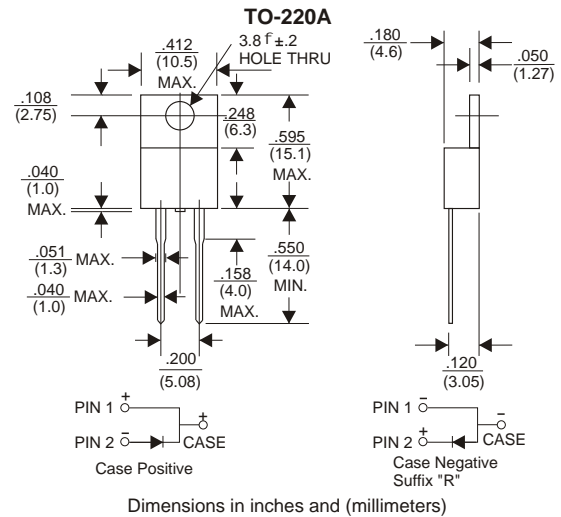 TO-220A
.412
(10.5)
MAX.
3.8 f ±.2
HOLE THRU
.180
(4.6)
.050
(1.27)
.108
(2.75)
.248
(6.3)
.595
(15.1)
MAX.
.040
(1.0)
MAX.
.051
(1.3)
MAX.
.040
(1.0)
MAX.
.158
(4.0)
MAX.
.550
(14.0)
MIN.
.200
(5.08)
.120
(3.05)
PIN 1 +
PIN 2 −
+
CASE
Case Positive
PIN 1 −
PIN 2 +
−
CASE
Case Negative
Suffix "R"
Dimensions in inches and (millimeters)